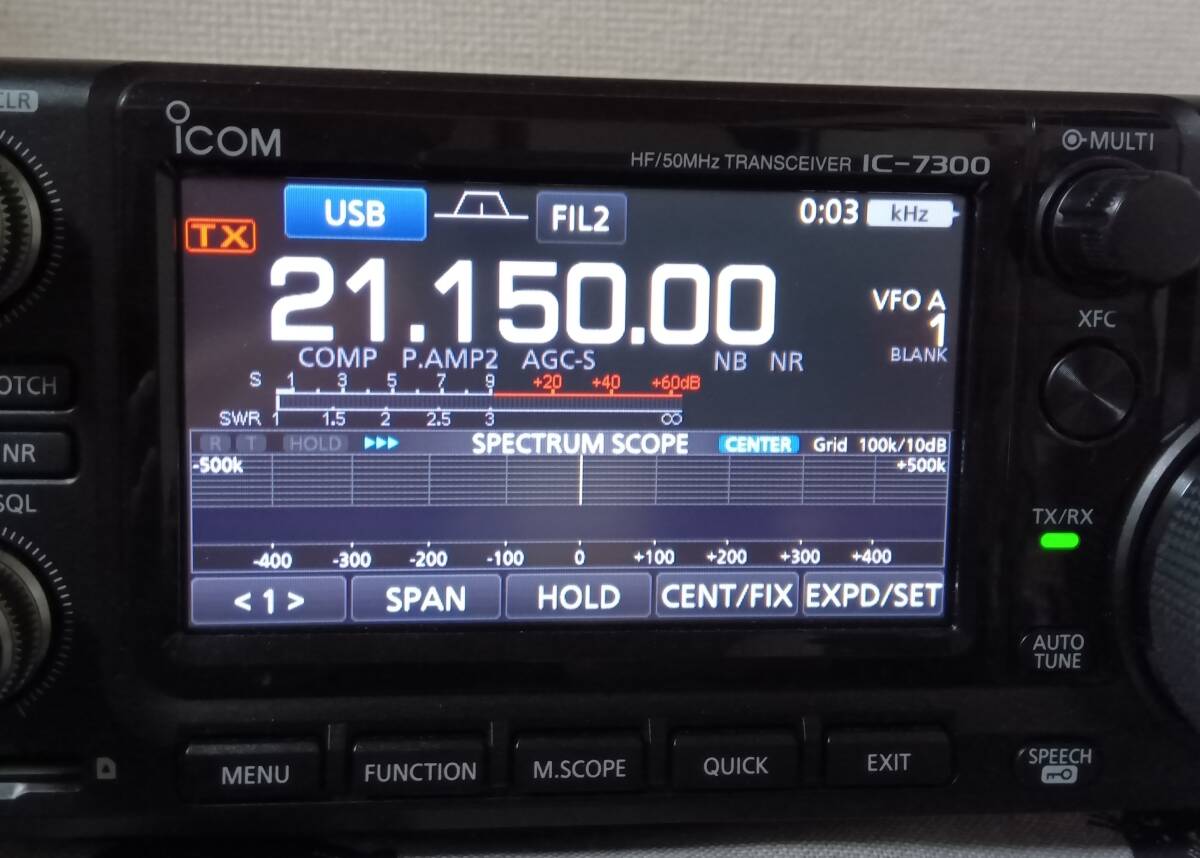 CLR
ICOM
HF/50MHz TRANSCEIVER IC-7300
MULTI
TX
USB
FIL2
0:03
kHz
21.150.00
VFO A
1
BLANK
COMP P.AMP2 AGC-S NB NR
S 1 3 5 7 9 +20 +40 +60dB
SWR 1 1.5 2 2.5 3 ∞
R T HOLD SPECTRUM SCOPE CENTER Grid 100k/10dB
-500k +500k
-400 -300 -200 -100 0 +100 +200 +300 +400
< 1 > SPAN HOLD CENT/FIX EXPD/SET
OTCH
NR
SQL
XFC
TX/RX
AUTO
TUNE
MENU FUNCTION M.SCOPE QUICK EXIT
SPEECH